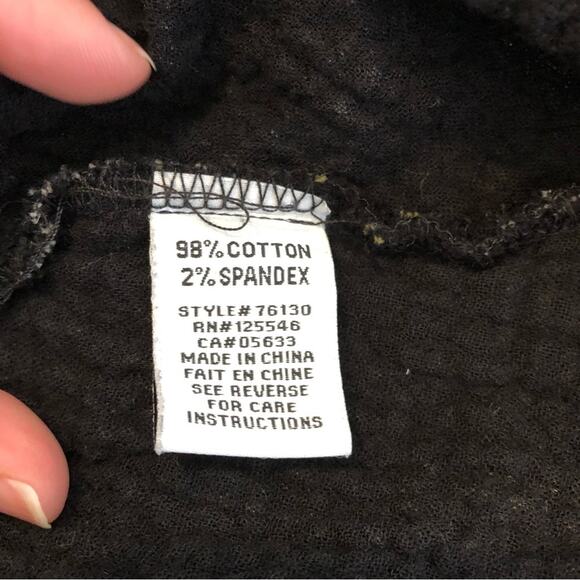 98% COTTON
2% SPANDEX
STYLE# 76130
RN#125546
CA#05633
MADE IN CHINA
FAIT EN CHINE
SEE REVERSE
FOR CARE
INSTRUCTIONS